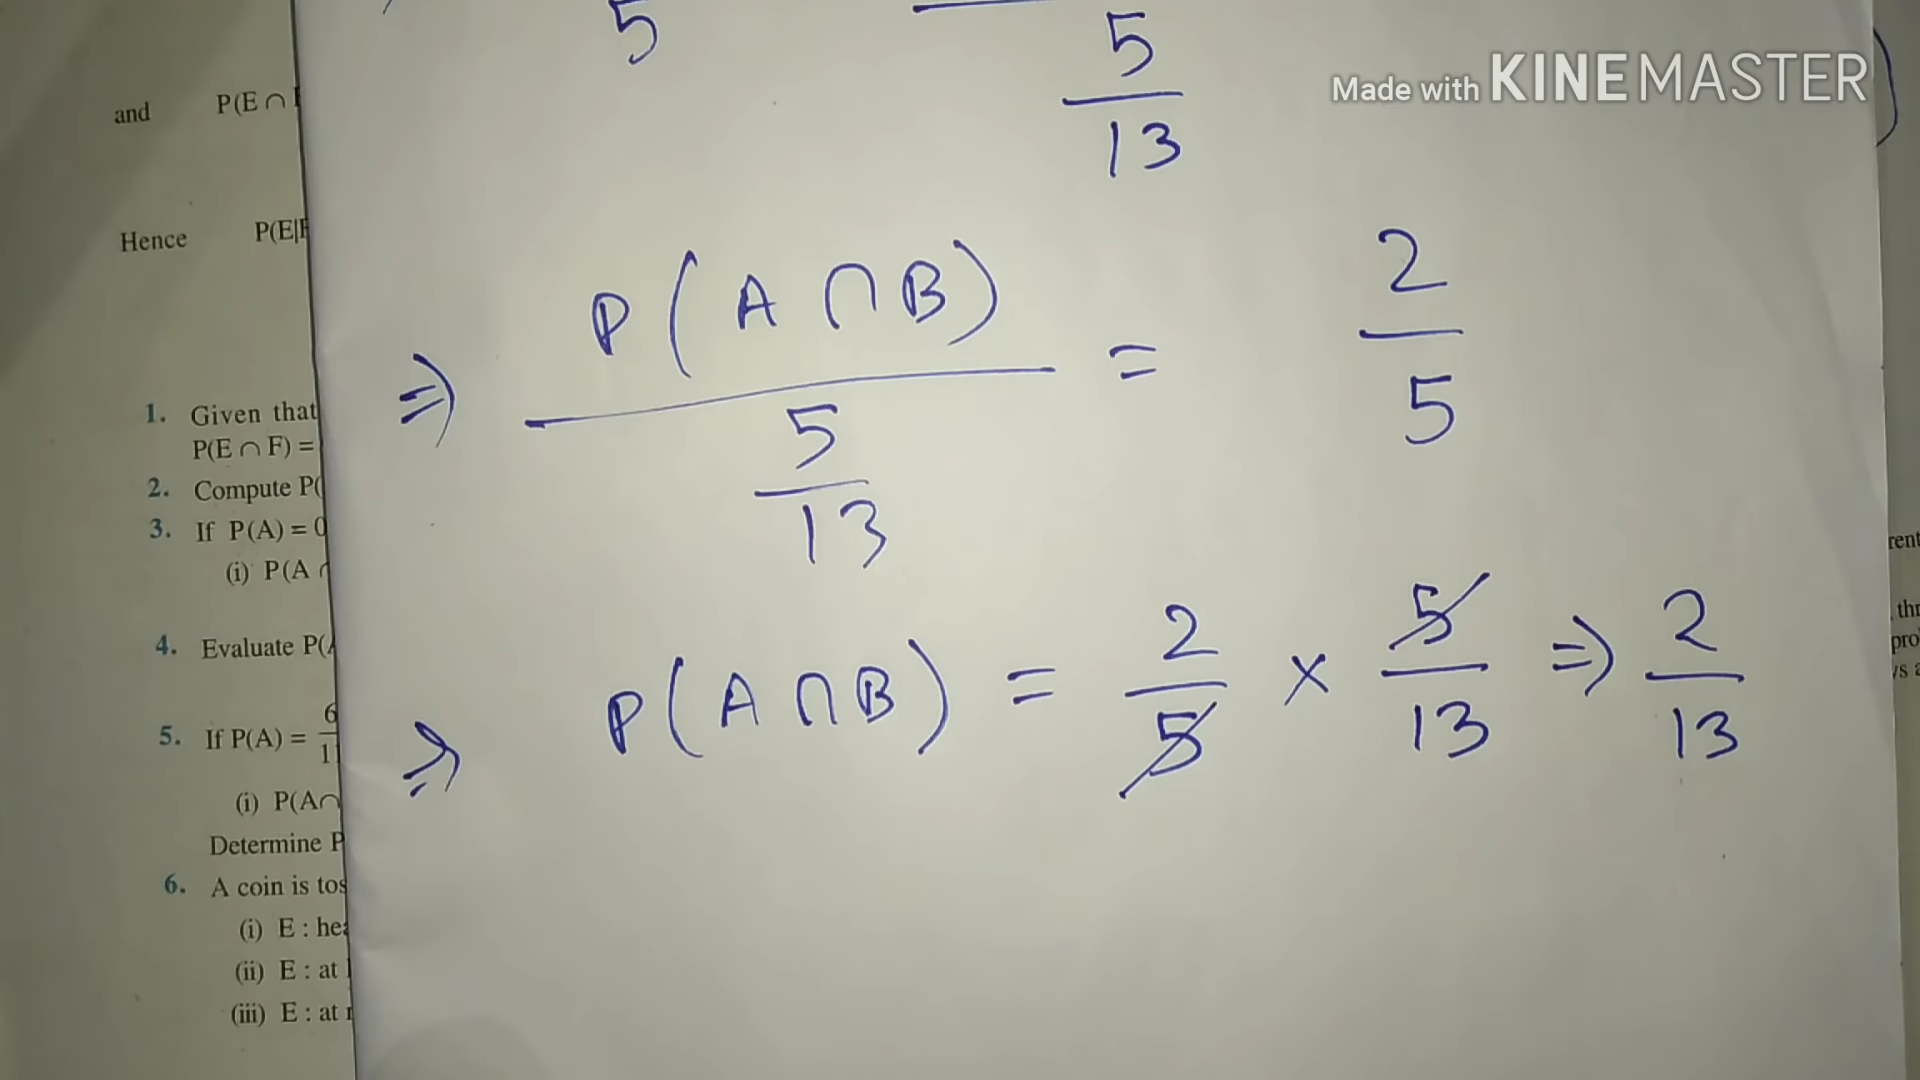 Made with KINEMASTER
5
5
13
P(A ∩ B)
⇒ = 2
5
5
13
⇒ P(A ∩ B) = 2/5 × 5/13 ⇒ 2/13
and P(E ∩
Hence P(E|F
1. Given that
P(E ∩ F) =
2. Compute P(
3. If P(A) = 0
(i) P(A
4. Evaluate P(A
5. If P(A) = 6/11
(i) P(A∩
Determine P
6. A coin is tos
(i) E : hea
(ii) E : at l
(iii) E : at
rent
thr
pro